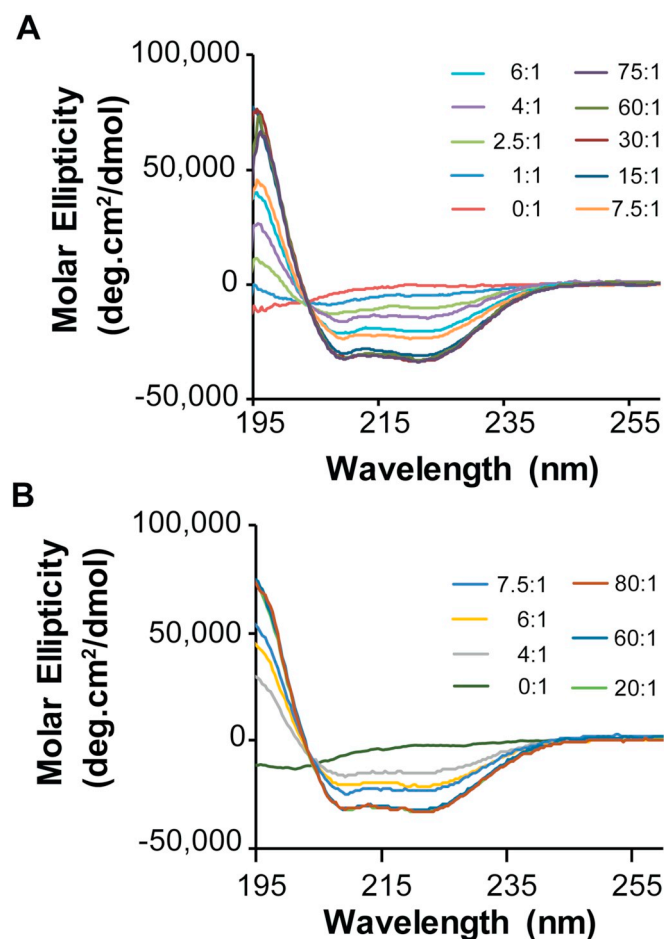 A
Molar Ellipticity
(deg.cm²/dmol)
100,000
50,000
0
-50,000
6:1 75:1
4:1 60:1
2.5:1 30:1
1:1 15:1
0:1 7.5:1
195 215 235 255
Wavelength (nm)
B
Molar Ellipticity
(deg.cm²/dmol)
100,000
50,000
0
-50,000
7.5:1 80:1
6:1
4:1 60:1
0:1 20:1
195 215 235 255
Wavelength (nm)